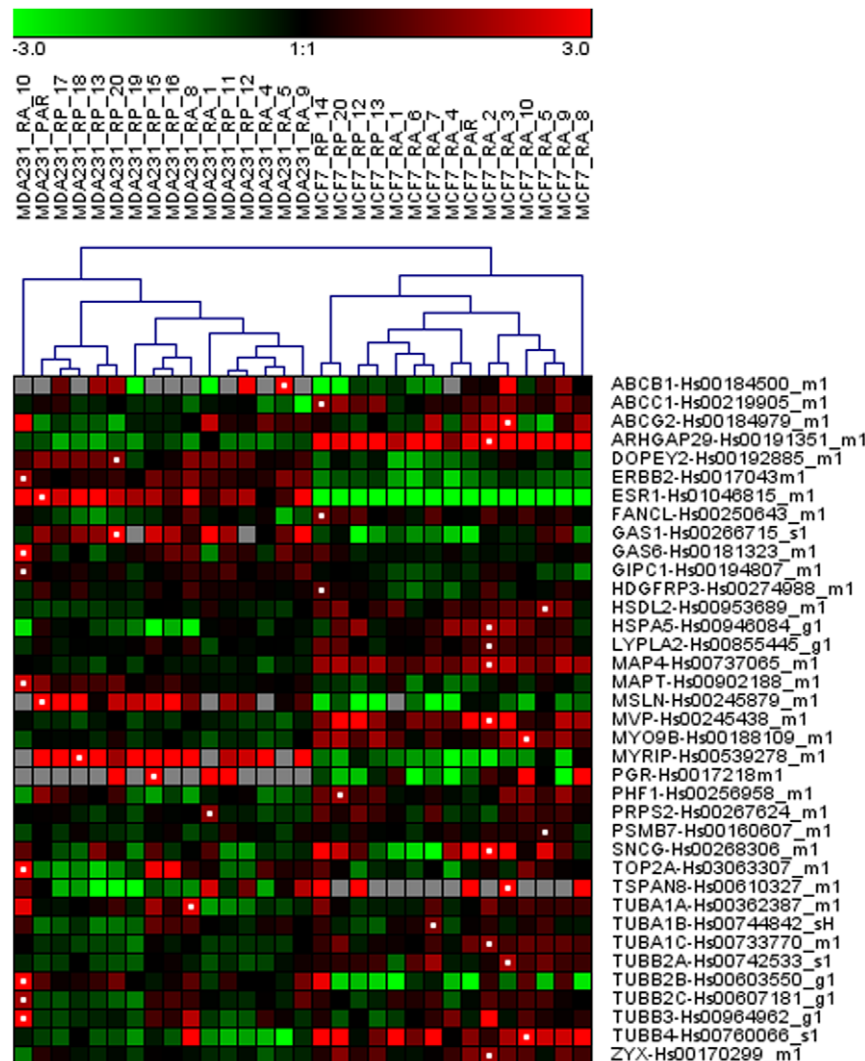 -3.0 1:1 3.0
MDA231_RA_10
MDA231_PAR
MDA231_RP_17
MDA231_RP_18
MDA231_RP_13
MDA231_RP_20
MDA231_RP_19
MDA231_RP_15
MDA231_RP_16
MDA231_RA_8
MDA231_RA_1
MDA231_RP_11
MDA231_RP_12
MDA231_RA_4
MDA231_RA_5
MDA231_RA_9
MCF7_RP_14
MCF7_RP_20
MCF7_RP_12
MCF7_RP_13
MCF7_RA_1
MCF7_RA_6
MCF7_RA_7
MCF7_RA_4
MCF7_PAR
MCF7_RA_2
MCF7_RA_3
MCF7_RA_10
MCF7_RA_5
MCF7_RA_9
MCF7_RA_8
ABCB1-Hs00184500_m1
ABCC1-Hs00219905_m1
ABCG2-Hs00184979_m1
ARHGAP29-Hs00191351_m1
DOPEY2-Hs00192885_m1
ERBB2-Hs0017043m1
ESR1-Hs01046815_m1
FANCL-Hs00250643_m1
GAS1-Hs00266715_s1
GAS6-Hs00181323_m1
GIPC1-Hs00194807_m1
HDGFRP3-Hs00274988_m1
HSDL2-Hs00953689_m1
HSPA5-Hs00946084_g1
LYPLA2-Hs00855445_g1
MAP4-Hs00737065_m1
MAPT-Hs00902188_m1
MSLN-Hs00245879_m1
MVP-Hs00245438_m1
MYO9B-Hs00188109_m1
MYRIP-Hs00539278_m1
PGR-Hs0017218m1
PHF1-Hs00256958_m1
PRPS2-Hs00267624_m1
PSMB7-Hs00160607_m1
SNCG-Hs00268306_m1
TOP2A-Hs03063307_m1
TSPAN8-Hs00610327_m1
TUBA1A-Hs00362387_m1
TUBA1B-Hs00744842_sH
TUBA1C-Hs00733770_m1
TUBB2A-Hs00742533_s1
TUBB2B-Hs00603550_g1
TUBB2C-Hs00607181_g1
TUBB3-Hs00964962_g1
TUBB4-Hs00760066_s1
ZYX-Hs00170299_m1